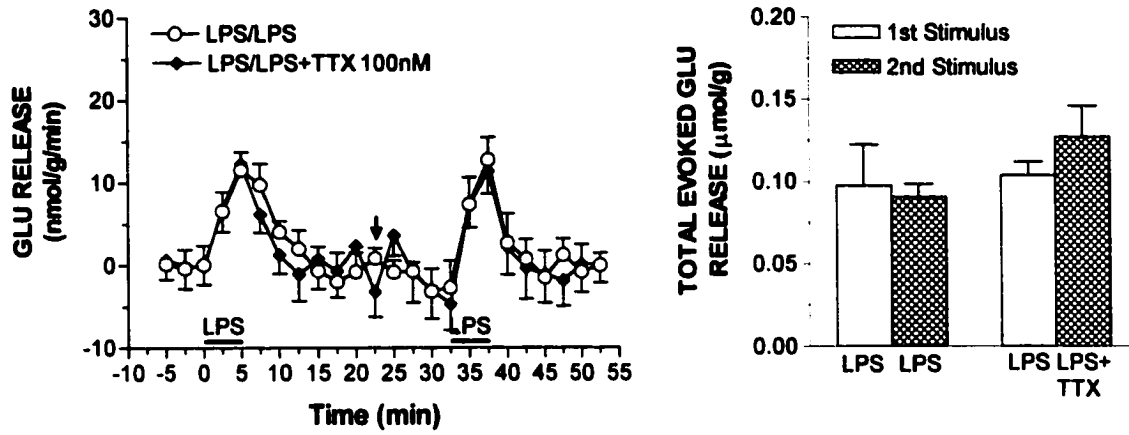 GLU RELEASE
(nmol/g/min)
30
20
10
0
-10
LPS/LPS
LPS/LPS+TTX 100nM
LPS
LPS
-10 -5 0 5 10 15 20 25 30 35 40 45 50 55
Time (min)
TOTAL EVOKED GLU
RELEASE (μmol/g)
0.20
0.15
0.10
0.05
0.00
1st Stimulus
2nd Stimulus
LPS LPS
LPS LPS+
TTX